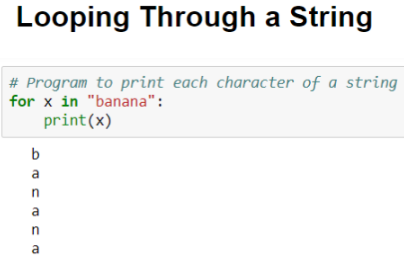 Looping Through a String
# Program to print each character of a string
for x in "banana":
    print(x)
b
a
n
a
n
a